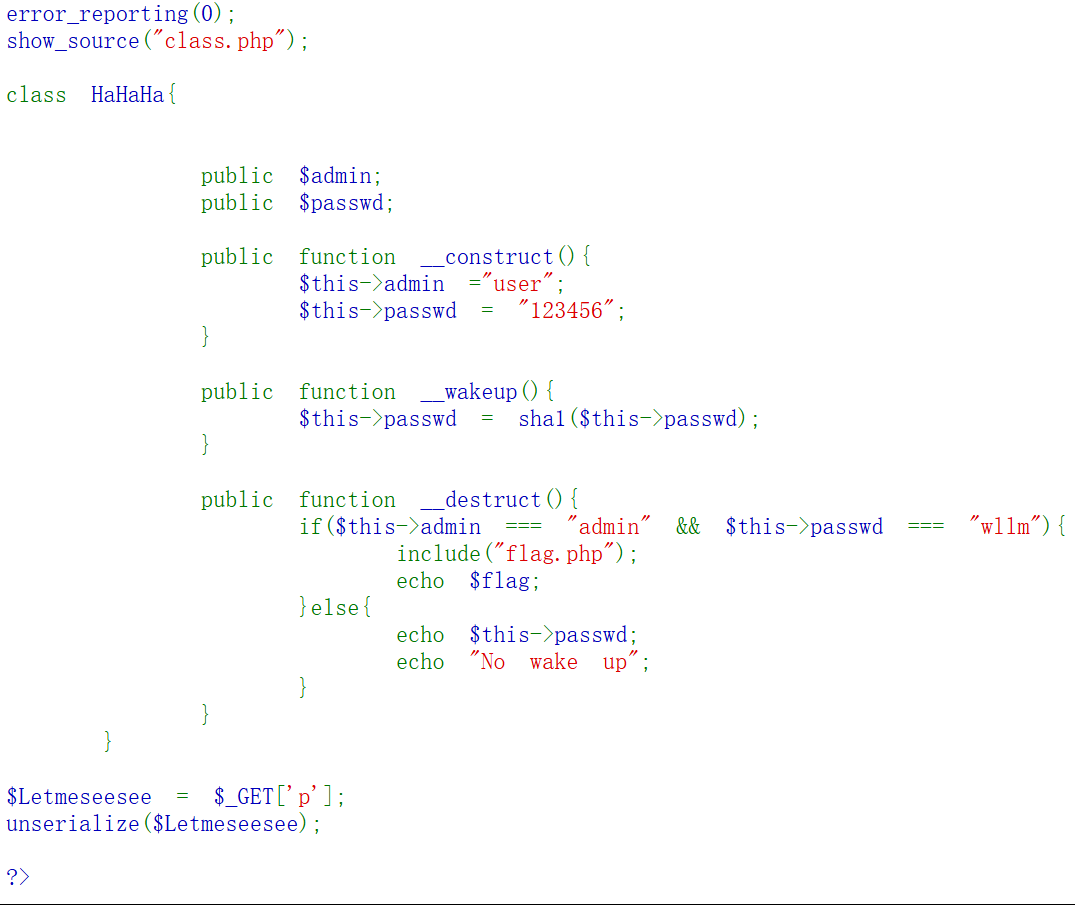 error_reporting(0);
show_source("class.php");
class HaHaHa{
public $admin;
public $passwd;
public function __construct(){
$this->admin ="user";
$this->passwd = "123456";
}
public function __wakeup(){
$this->passwd = sha1($this->passwd);
}
public function __destruct(){
if($this->admin === "admin" && $this->passwd === "wllm"){
include("flag.php");
echo $flag;
}else{
echo $this->passwd;
echo "No wake up";
}
}
}
$Letmeseesee = $_GET['p'];
unserialize($Letmeseesee);
?>